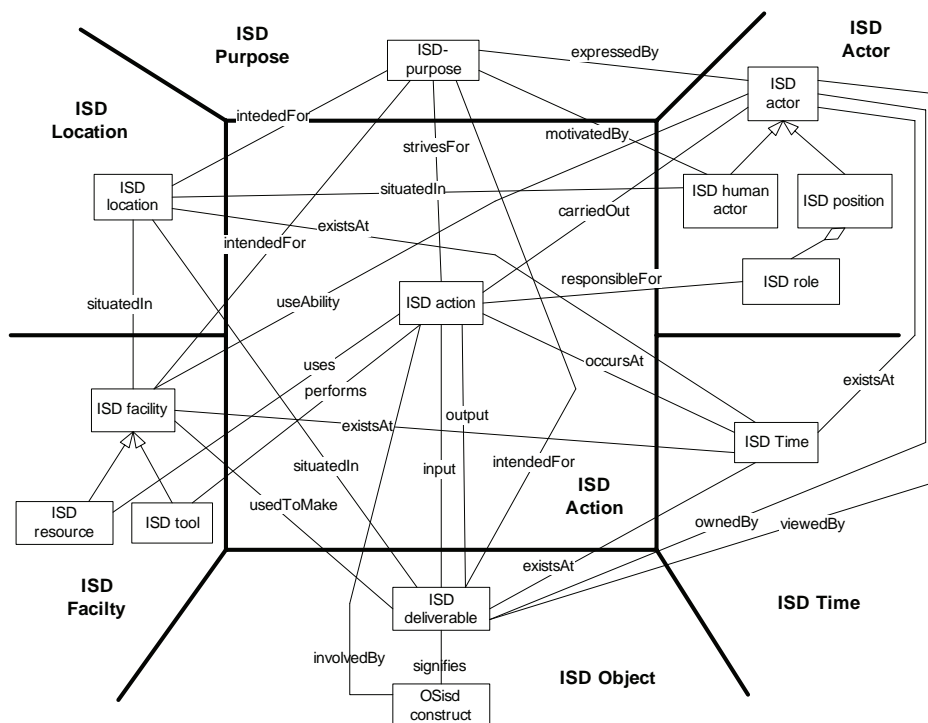 ISD
Purpose
ISD-
purpose
expressedBy
ISD
Actor
ISD
actor
ISD
Location
intededFor
strivesFor
motivatedBy
ISD
location
situatedIn
ISD human
actor
ISD position
carriedOut
existsAt
intendedFor
responsibleFor
ISD role
ISD action
situatedIn
useAbility
uses
occursAt
performs
existsAt
ISD facility
existsAt
output
ISD Time
input
intendedFor
situatedIn
ISD
Action
ISD
resource
ISD tool
usedToMake
ownedBy
viewedBy
existsAt
ISD
Facilty
ISD
deliverable
ISD Time
involvedBy
signifies
ISD Object
OSisd
construct